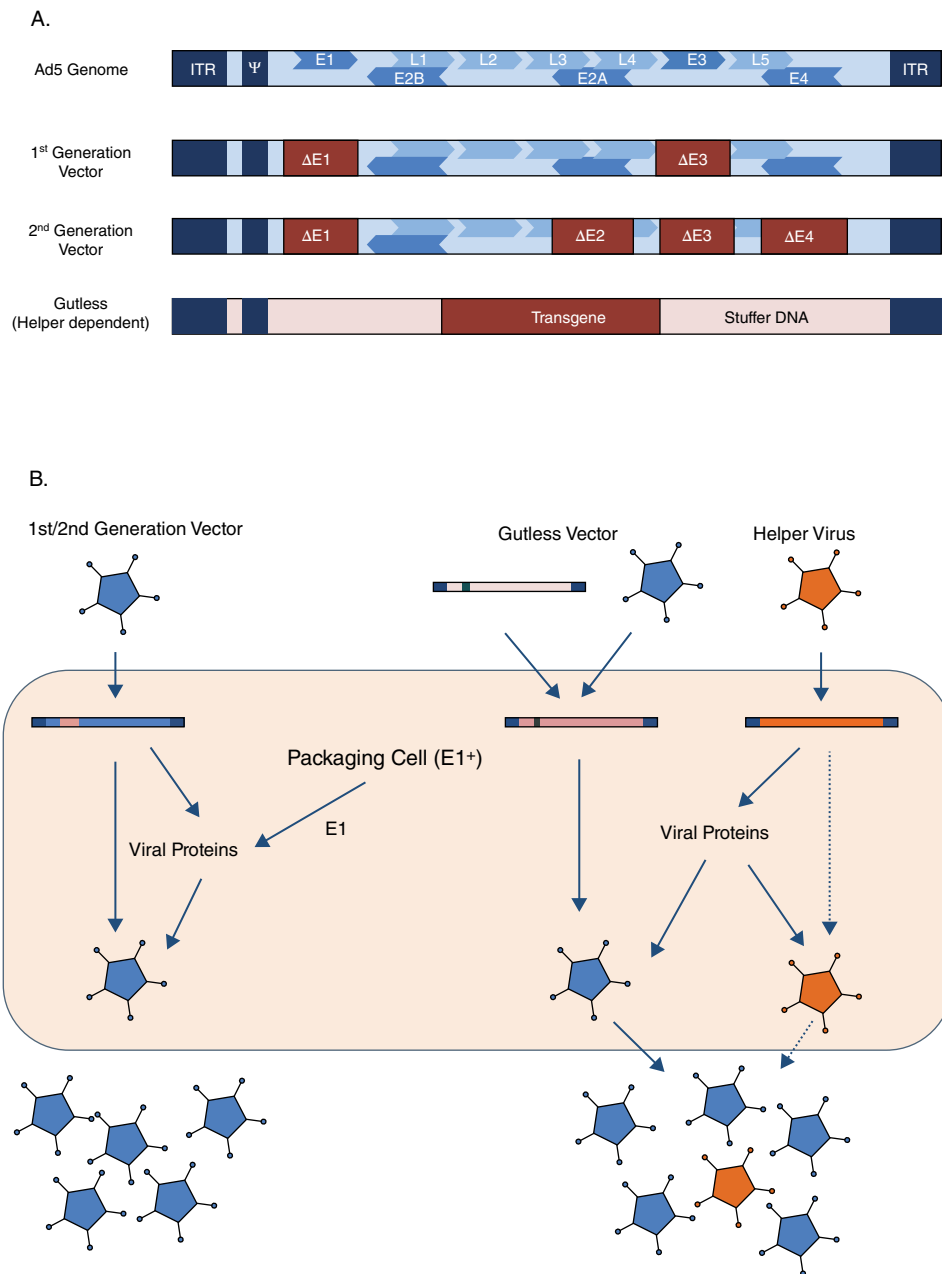 A.
Ad5 Genome
ITR
Ψ
E1
L1
L2
L3
L4
E3
L5
ITR
E2B
E2A
E4
1st Generation
Vector
ΔE1
ΔE3
2nd Generation
Vector
ΔE1
ΔE2
ΔE3
ΔE4
Gutless
(Helper dependent)
Transgene
Stuffer DNA
B.
1st/2nd Generation Vector
Gutless Vector
Helper Virus
Packaging Cell (E1+)
E1
Viral Proteins
Viral Proteins